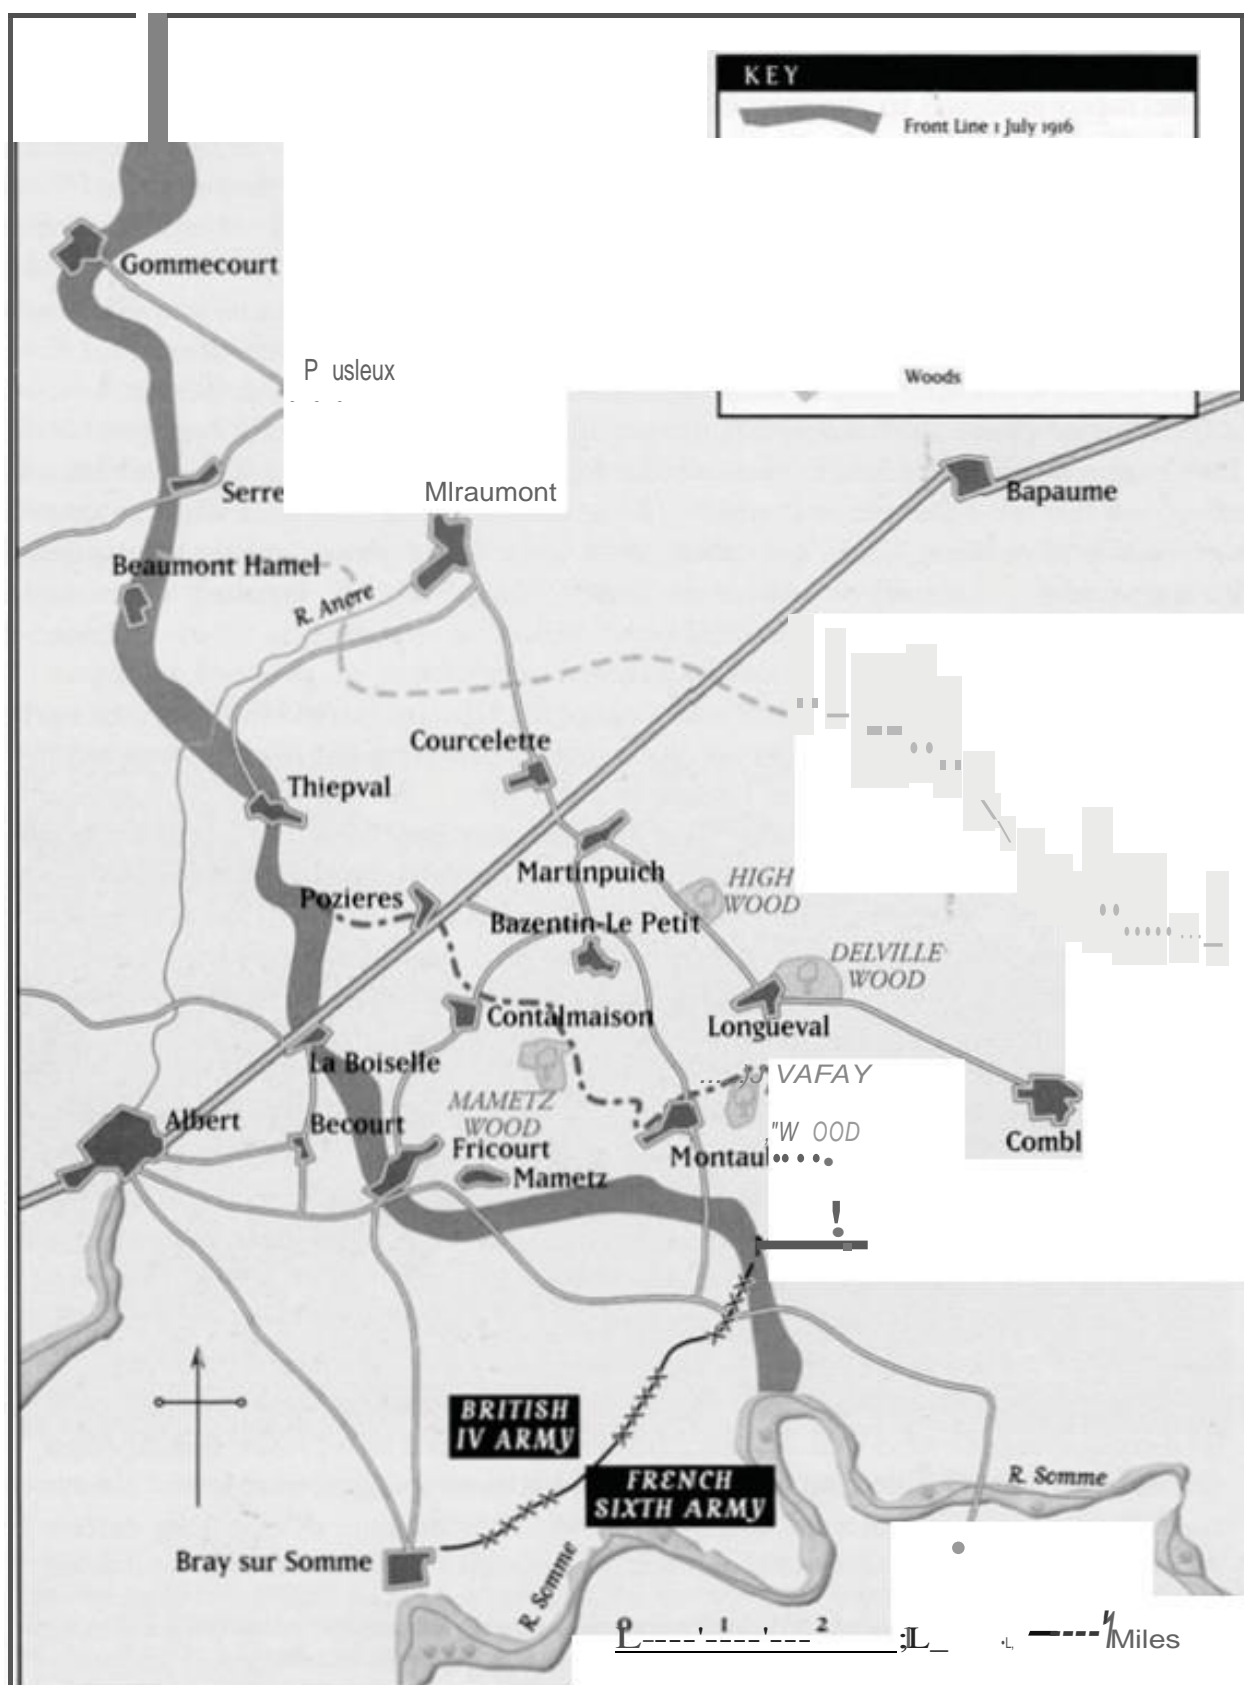 KEY
Front Line 1 July 1916
Gommecourt
P usleux
Woods
Serre
MIraumont
Bapaume
Beaumont Hamel
R. Ancre
Courcelette
Thiepval
Martinpuich
HIGH
WOOD
Pozieres
Bazentin-Le Petit
DELVILLE
WOOD
Contalmaison
Longueval
La Boiselle
VAFAY
MAMETZ
WOOD
Albert
Becourt
"W OOD
Fricourt
Combl
Montaul
Mametz
BRITISH
IV ARMY
FRENCH
SIXTH ARMY
R. Somme
Bray sur Somme
R. Somme
0 1 2
Miles